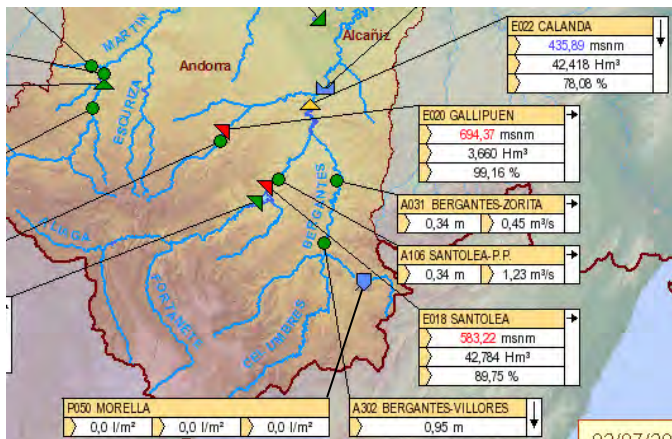 E022 CALANDA
435,89 msnm
42,418 Hm³
78,08 %
MARTIN
Alcañiz
Andorra
ESCURIZA
E020 GALLIPUEN
694,37 msnm
3,660 Hm³
99,16 %
BERGANTES
A031 BERGANTES-ZORITA
0,34 m 0,45 m³/s
A106 SANTOLEA-P.P.
0,34 m 1,23 m³/s
FORTANETE
CELUMBRES
E018 SANTOLEA
583,22 msnm
42,784 Hm³
89,75 %
P050 MORELLA
0,0 l/m² 0,0 l/m² 0,0 l/m²
A302 BERGANTES-VILLORES
0,95 m